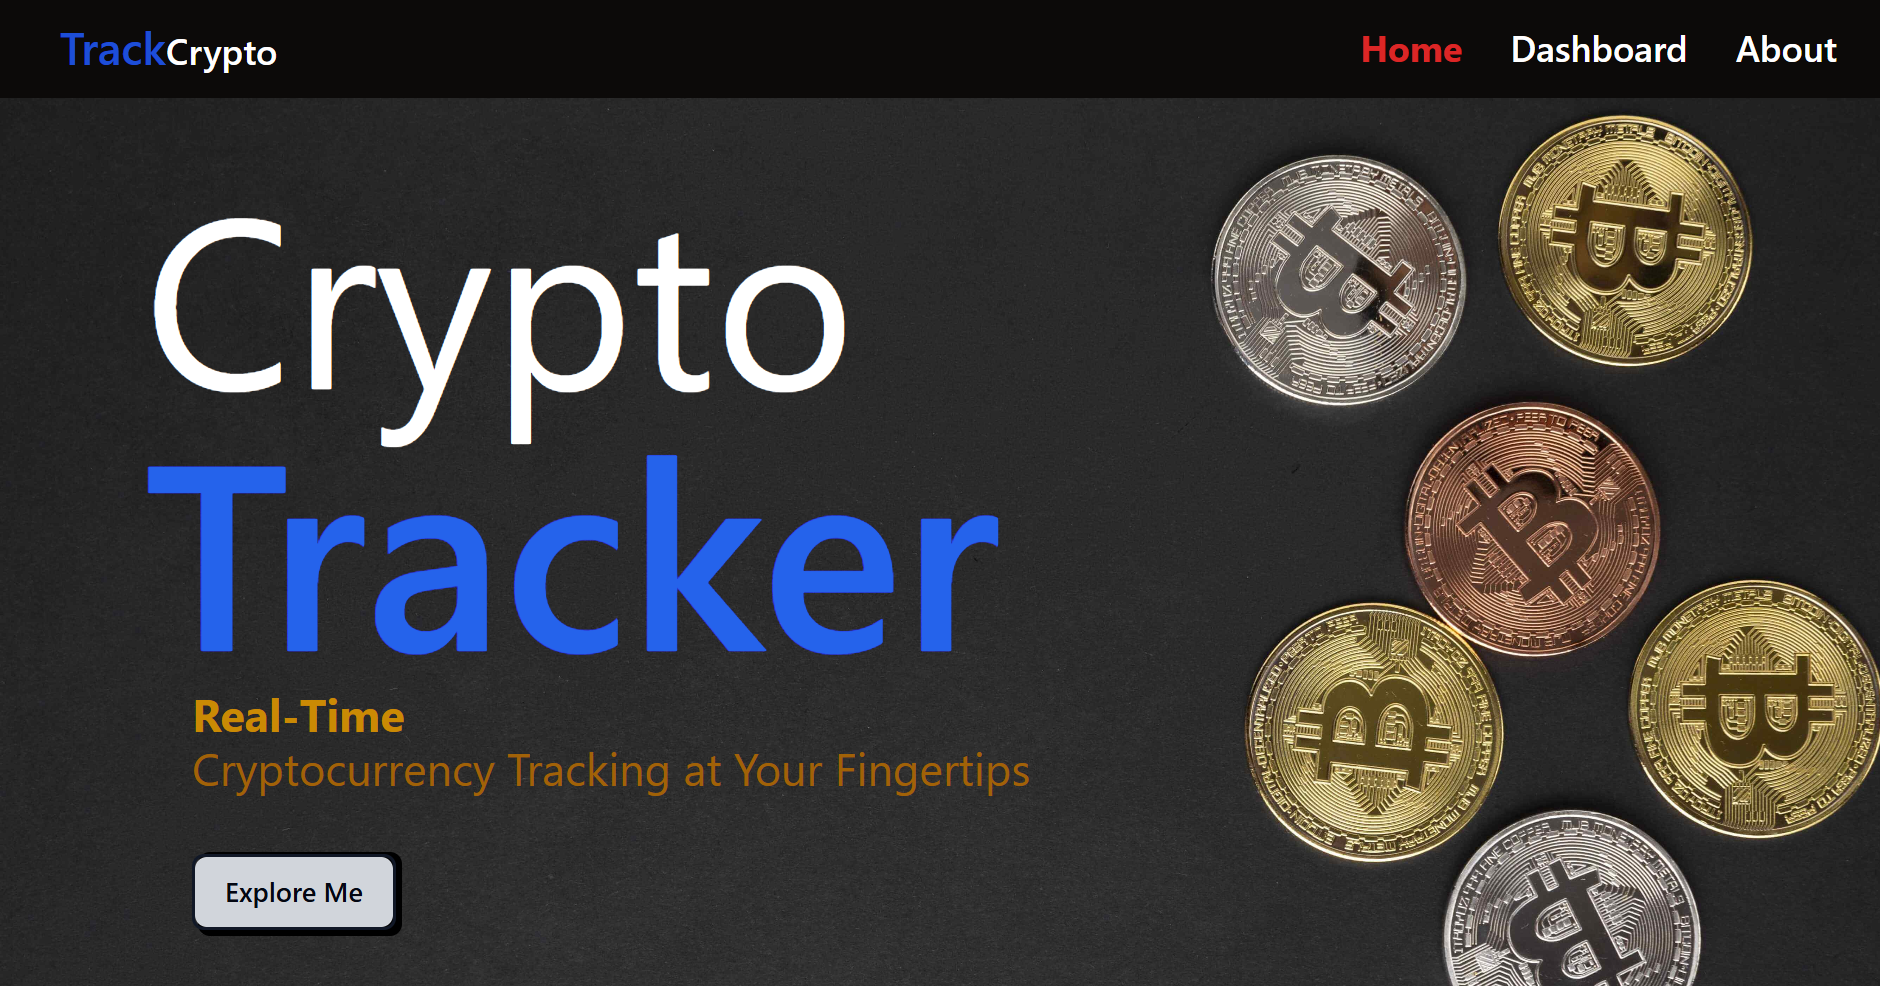 TrackCrypto
Home Dashboard About
Crypto
Tracker
Real-Time
Cryptocurrency Tracking at Your Fingertips
Explore Me